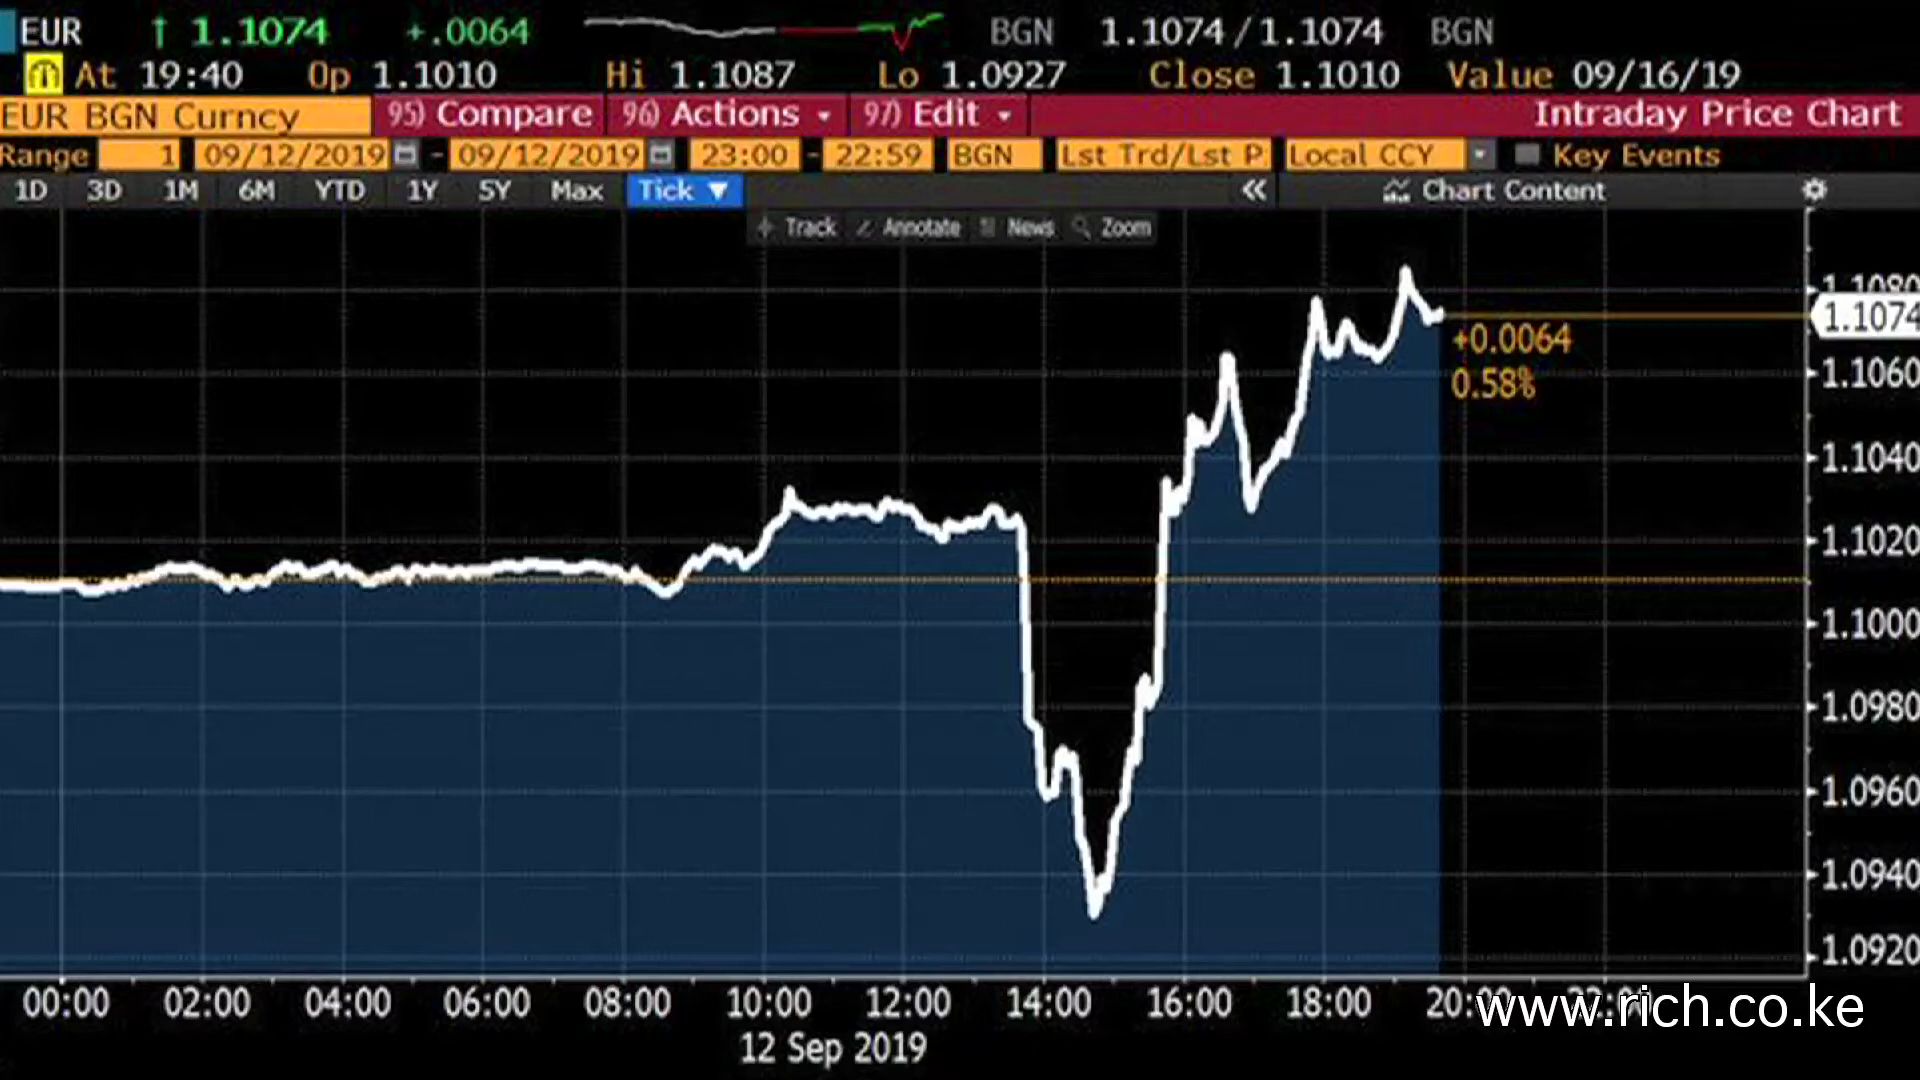 EUR ↑ 1.1074 +.0064 BGN 1.1074 / 1.1074 BGN
At 19:40 Op 1.1010 Hi 1.1087 Lo 1.0927 Close 1.1010 Value 09/16/19
EUR BGN Curncy 95) Compare 96) Actions 97) Edit Intraday Price Chart
Range 1 09/12/2019 - 09/12/2019 23:00 - 22:59 BGN Lst Trd/Lst P Local CCY Key Events
1D 3D 1M 6M YTD 1Y 5Y Max Tick ▼ « Chart Content
Track Annotate News Zoom
1.1080
1.1074
+0.0064
0.58%
1.1060
1.1040
1.1020
1.1000
1.0980
1.0960
1.0940
1.0920
00:00 02:00 04:00 06:00 08:00 10:00 12:00 14:00 16:00 18:00 20:00
www.rich.co.ke
12 Sep 2019